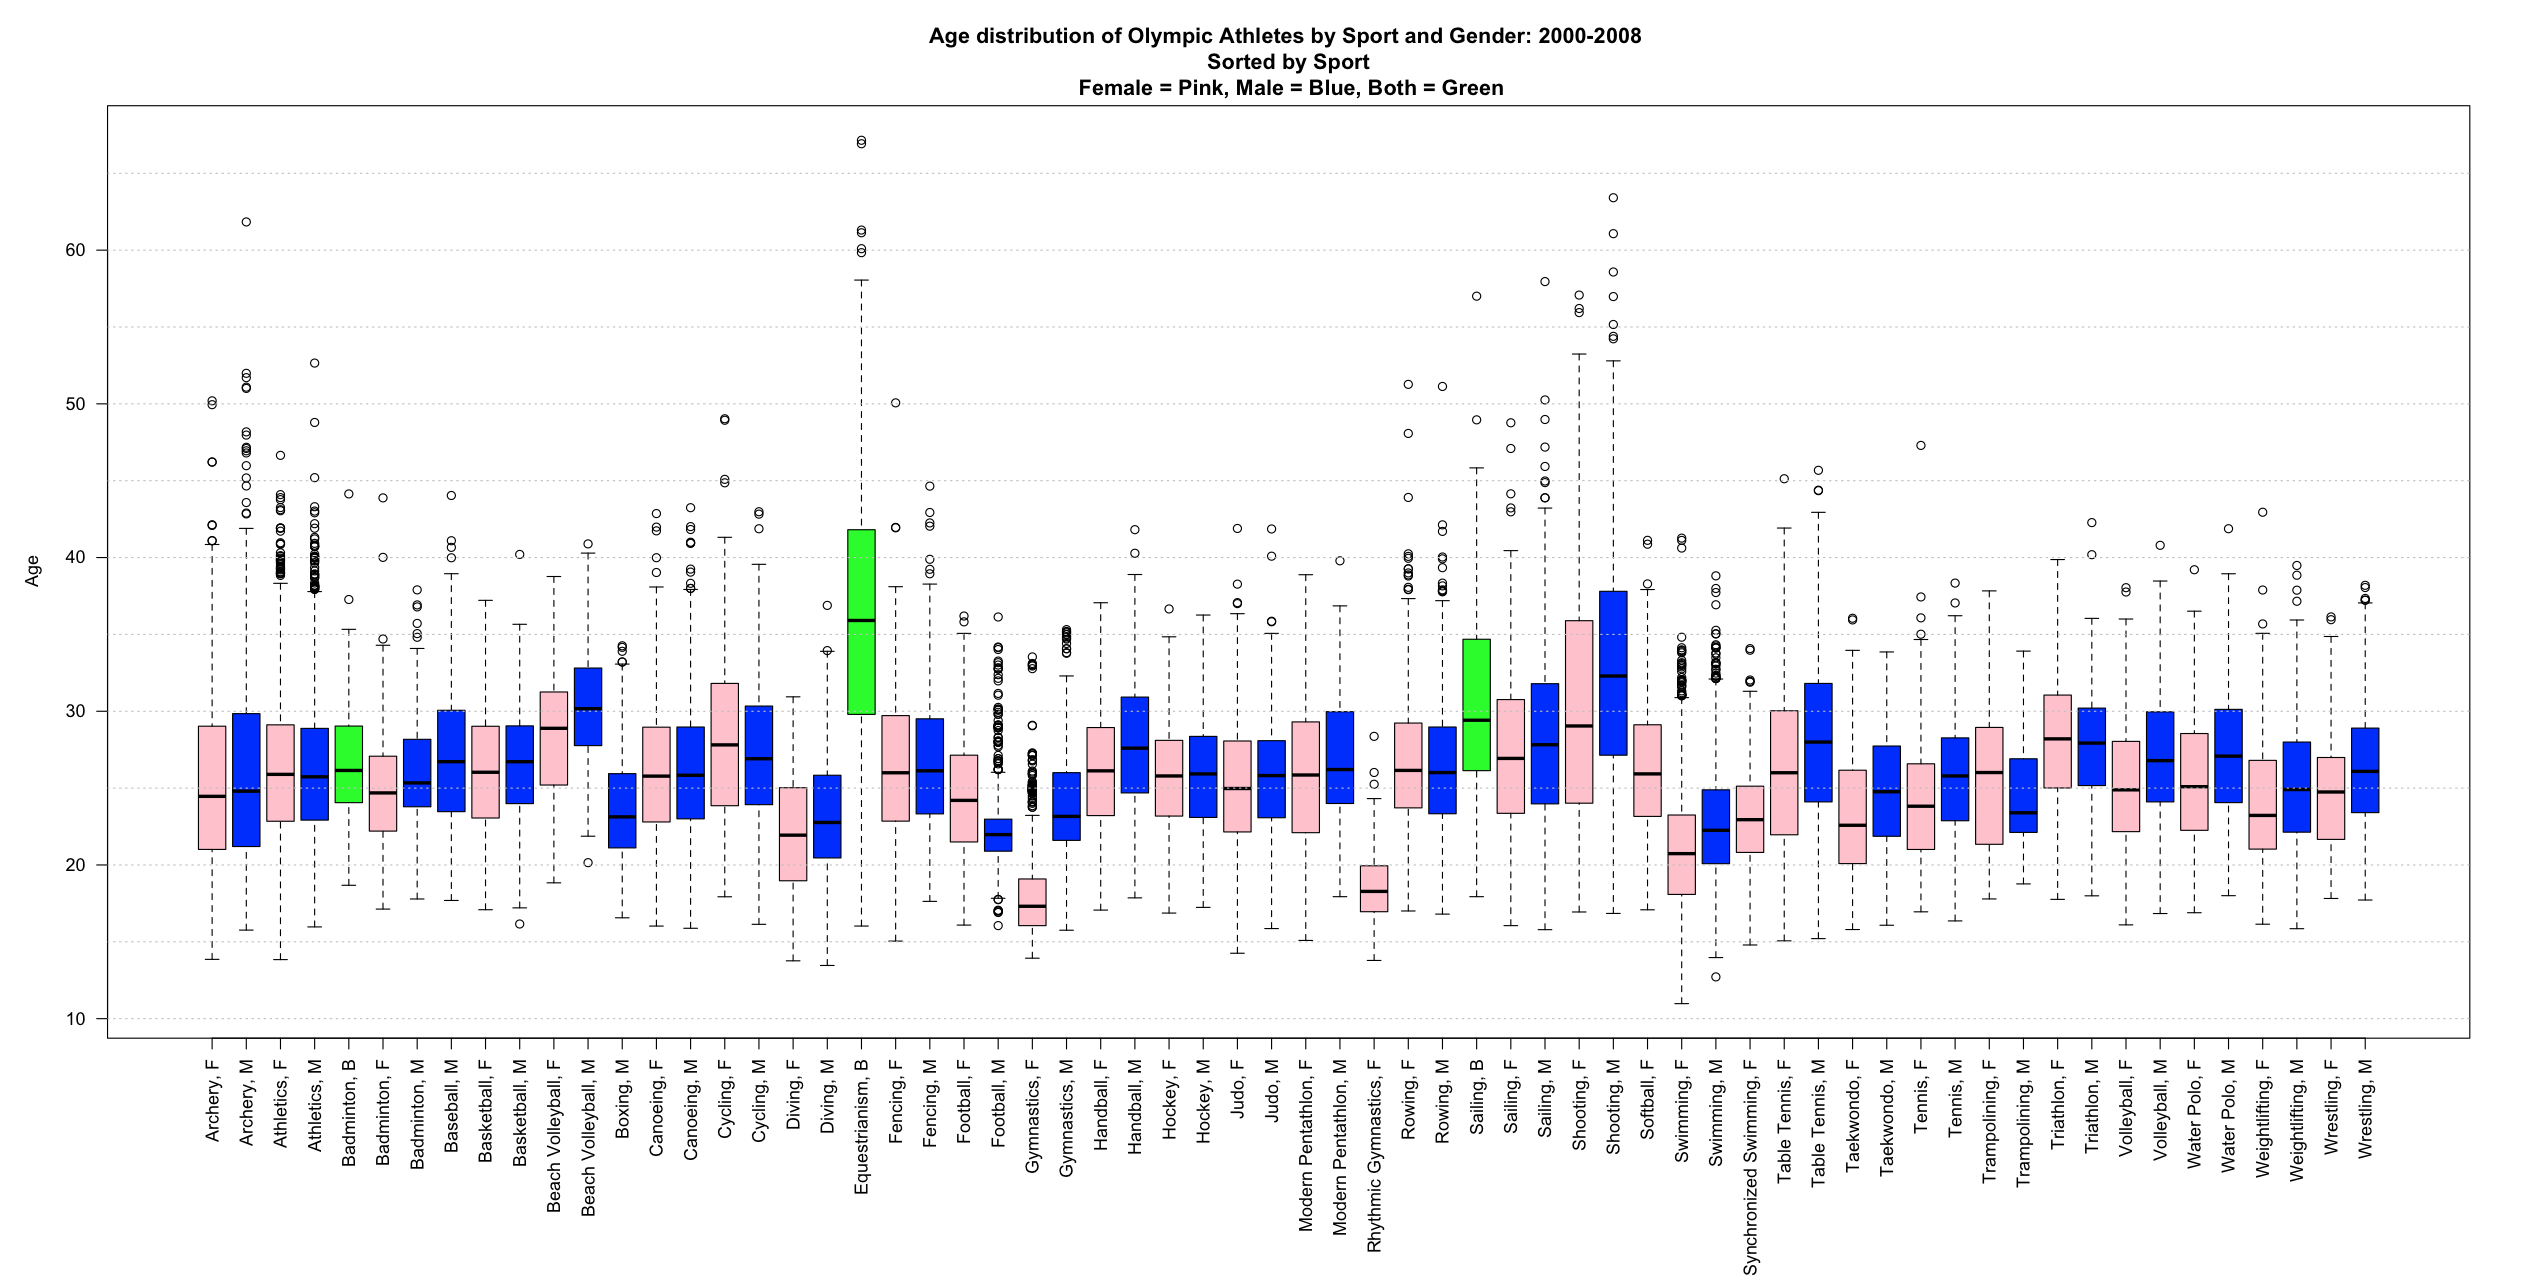 Age distribution of Olympic Athletes by Sport and Gender: 2000-2008
Sorted by Sport
Female = Pink, Male = Blue, Both = Green
Age
60
50
40
30
20
10
Archery, F
Archery, M
Athletics, F
Athletics, M
Badminton, B
Badminton, F
Badminton, M
Baseball, M
Basketball, F
Basketball, M
Beach Volleyball, F
Beach Volleyball, M
Boxing, M
Canoeing, F
Canoeing, M
Cycling, F
Cycling, M
Diving, F
Diving, M
Equestrianism, B
Fencing, F
Fencing, M
Football, F
Football, M
Gymnastics, F
Gymnastics, M
Handball, F
Handball, M
Hockey, F
Hockey, M
Judo, F
Judo, M
Modern Pentathlon, F
Modern Pentathlon, M
Rhythmic Gymnastics, F
Rowing, F
Rowing, M
Sailing, B
Sailing, F
Sailing, M
Shooting, F
Shooting, M
Softball, F
Swimming, F
Swimming, M
Synchronized Swimming, F
Table Tennis, F
Table Tennis, M
Taekwondo, F
Taekwondo, M
Tennis, F
Tennis, M
Trampolining, F
Trampolining, M
Triathlon, F
Triathlon, M
Volleyball, F
Volleyball, M
Water Polo, F
Water Polo, M
Weightlifting, F
Weightlifting, M
Wrestling, F
Wrestling, M